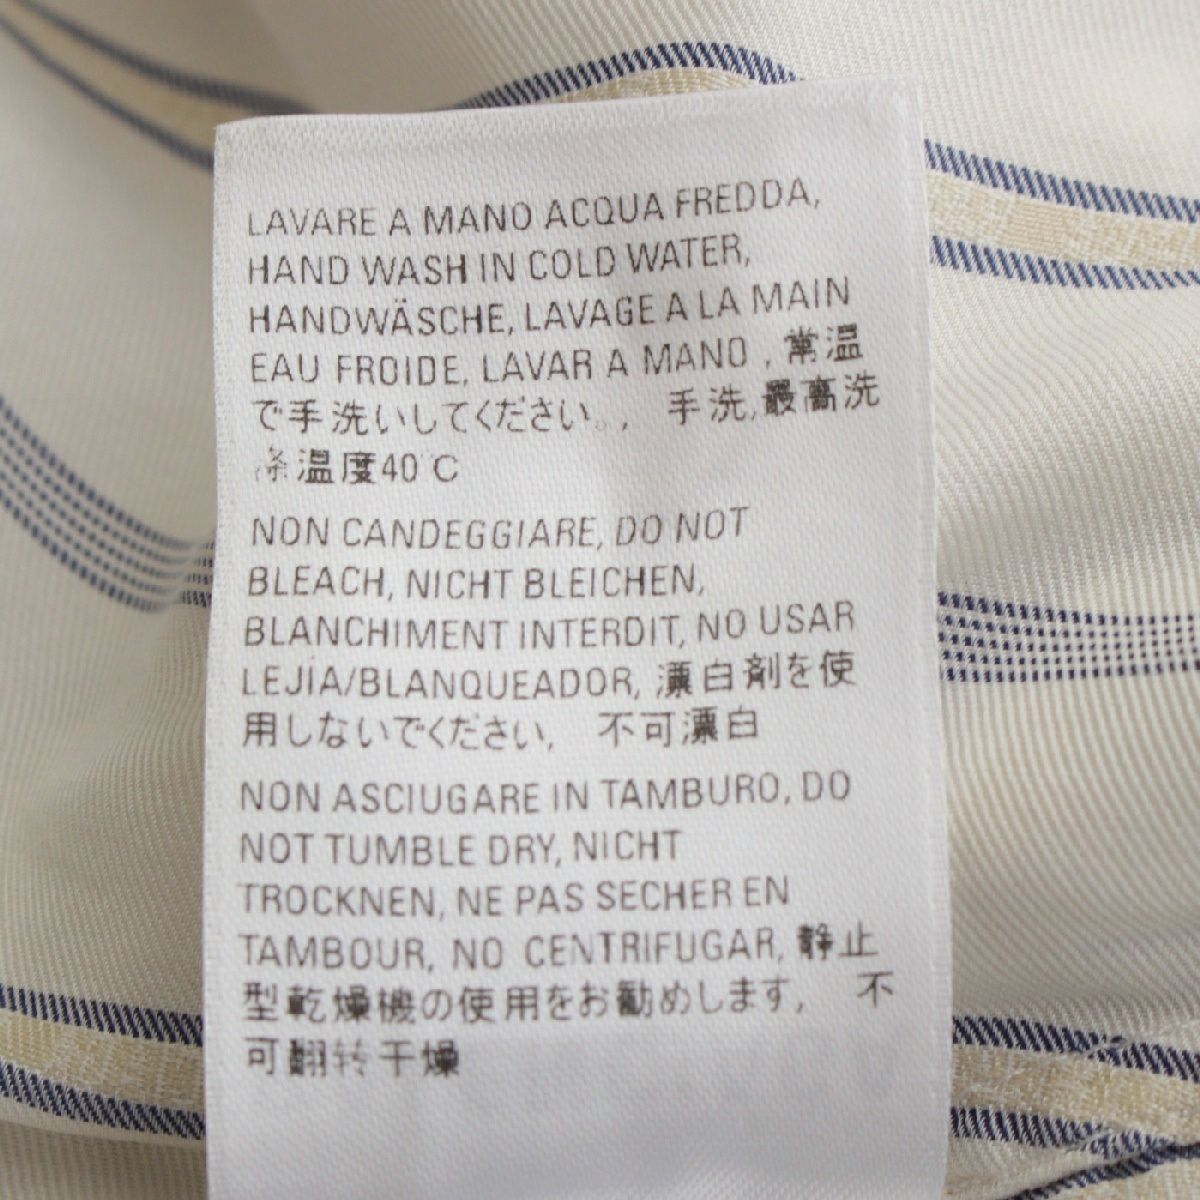 LAVARE A MANO ACQUA FREDDA,
HAND WASH IN COLD WATER,
HANDWÄSCHE, LAVAGE A LA MAIN
EAU FROIDE, LAVAR A MANO , 常温
で手洗いしてください。, 手洗,最高洗
涤温度40℃
NON CANDEGGIARE, DO NOT
BLEACH, NICHT BLEICHEN,
BLANCHIMENT INTERDIT, NO USAR
LEJIA/BLANQUEADOR, 漂白剤を使
用しないでください, 不可漂白
NON ASCIUGARE IN TAMBURO, DO
NOT TUMBLE DRY, NICHT
TROCKNEN, NE PAS SECHER EN
TAMBOUR, NO CENTRIFUGAR, 静止
型乾燥機の使用をお勧めします, 不
可翻转干燥